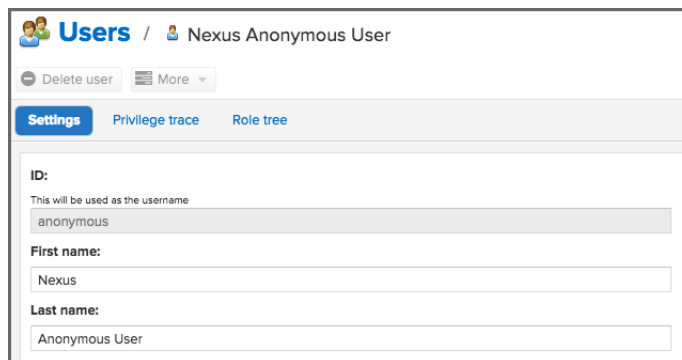 Users / Nexus Anonymous User
Delete user More
Settings Privilege trace Role tree
ID:
This will be used as the username
anonymous
First name:
Nexus
Last name:
Anonymous User